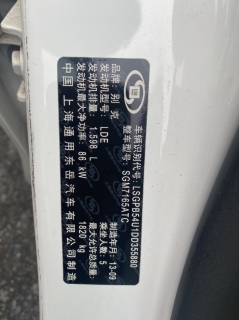 品牌: 别克
发动机型号: LDE
发动机排量: 1.598 L
发动机最大净功率: 86 kW
中国 上海通用东岳汽车有限公司制造
车辆识别代号: LSGPB54U1DD355880
整车型号: SGM7165ATC
制造年月: 13-09
乘坐人数: 5
最大允许总质量: 1820 kg